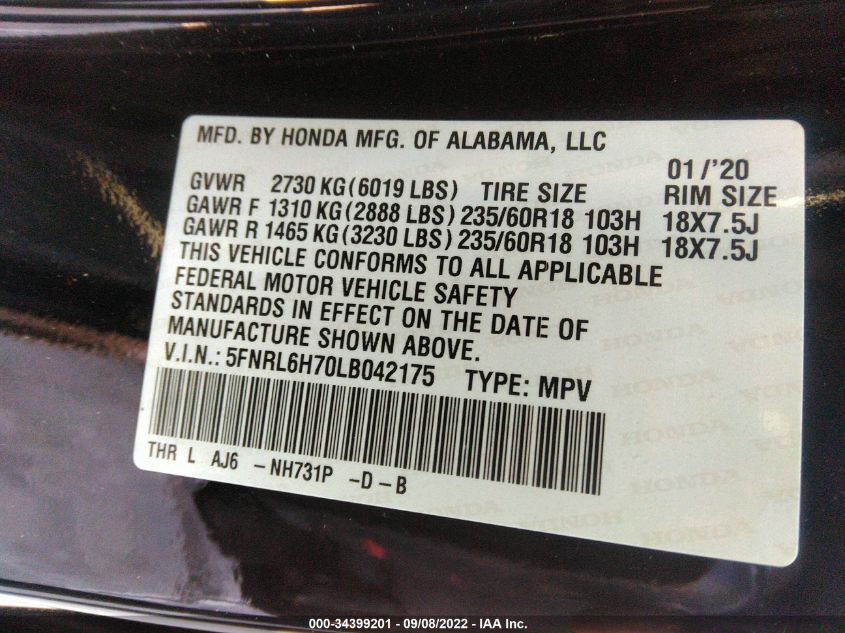 MFD. BY HONDA MFG. OF ALABAMA, LLC
01/'20
GVWR 2730 KG(6019 LBS) TIRE SIZE RIM SIZE
GAWR F 1310 KG(2888 LBS) 235/60R18 103H 18X7.5J
GAWR R 1465 KG(3230 LBS) 235/60R18 103H 18X7.5J
THIS VEHICLE CONFORMS TO ALL APPLICABLE
FEDERAL MOTOR VEHICLE SAFETY
STANDARDS IN EFFECT ON THE DATE OF
MANUFACTURE SHOWN ABOVE.
V.I.N.: 5FNRL6H70LB042175 TYPE: MPV
THR L AJ6 -NH731P -D-B
000-34399201 - 09/08/2022 - IAA Inc.